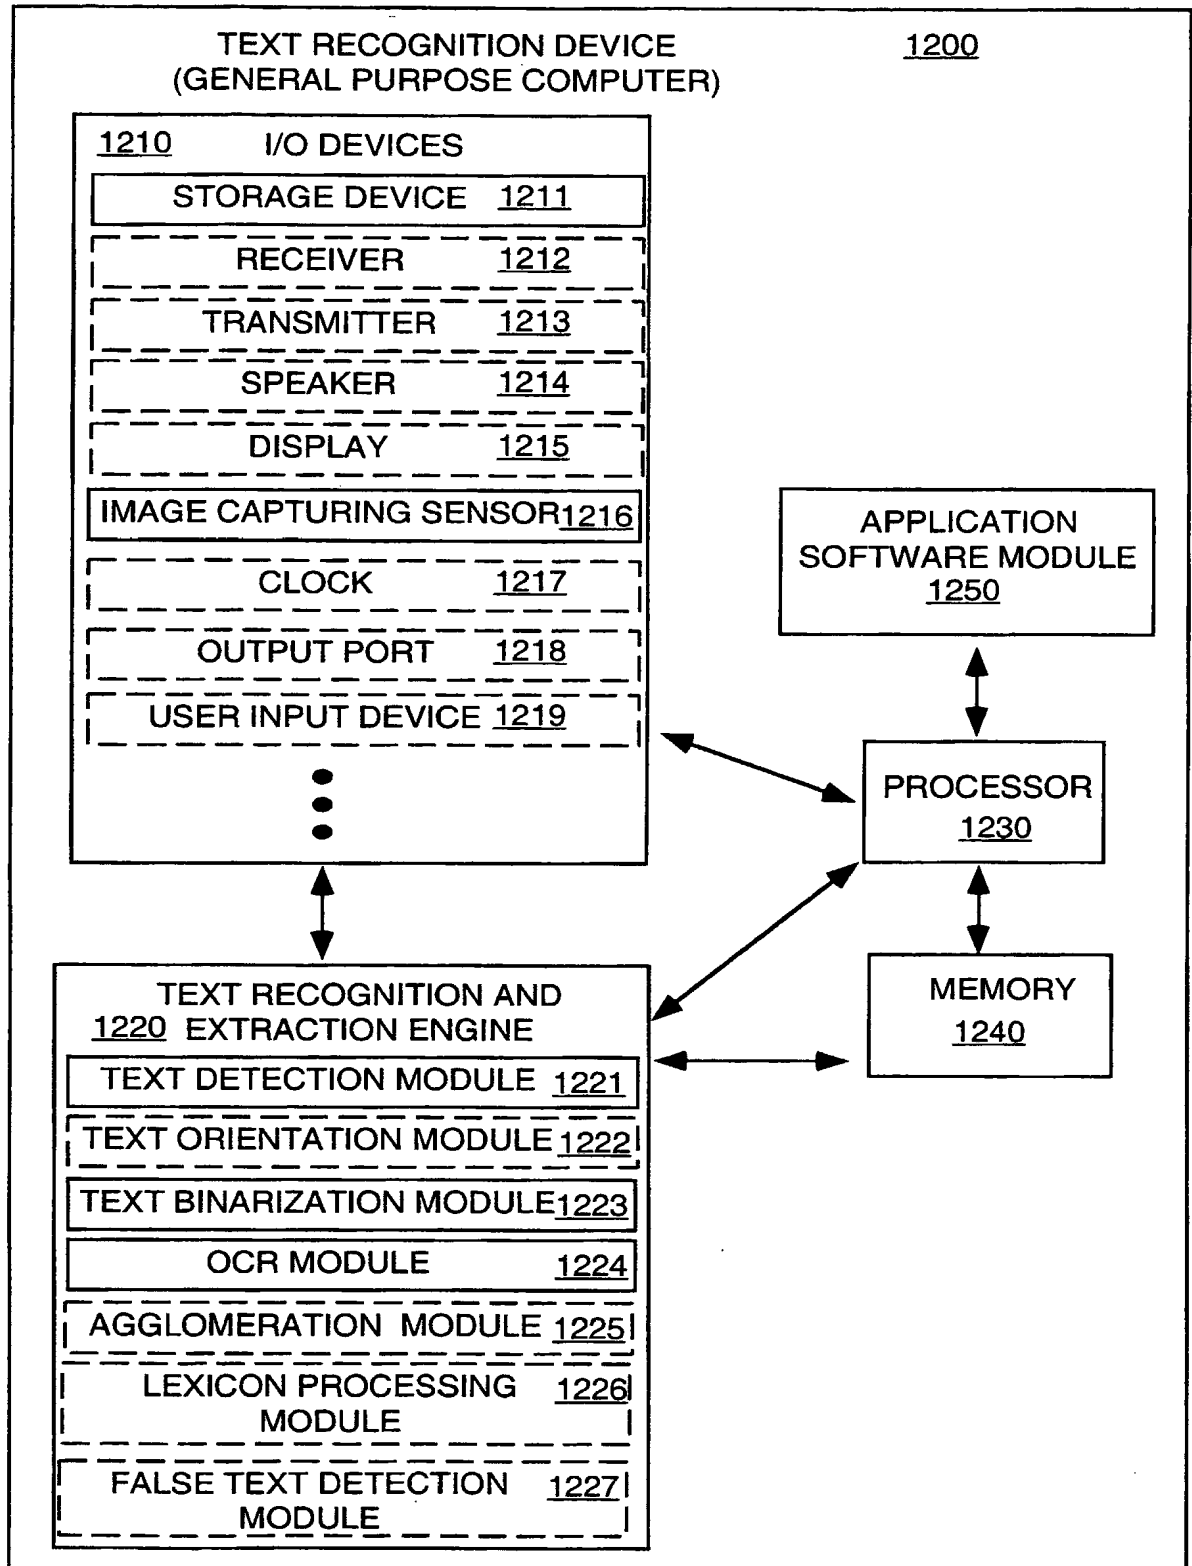 TEXT RECOGNITION DEVICE 1200
(GENERAL PURPOSE COMPUTER)
1210 I/O DEVICES
STORAGE DEVICE 1211
RECEIVER 1212
TRANSMITTER 1213
SPEAKER 1214
DISPLAY 1215
IMAGE CAPTURING SENSOR 1216
CLOCK 1217
OUTPUT PORT 1218
USER INPUT DEVICE 1219
APPLICATION
SOFTWARE MODULE
1250
PROCESSOR
1230
MEMORY
1240
TEXT RECOGNITION AND
1220 EXTRACTION ENGINE
TEXT DETECTION MODULE 1221
TEXT ORIENTATION MODULE 1222
TEXT BINARIZATION MODULE 1223
OCR MODULE 1224
AGGLOMERATION MODULE 1225
LEXICON PROCESSING 1226
MODULE
FALSE TEXT DETECTION 1227
MODULE